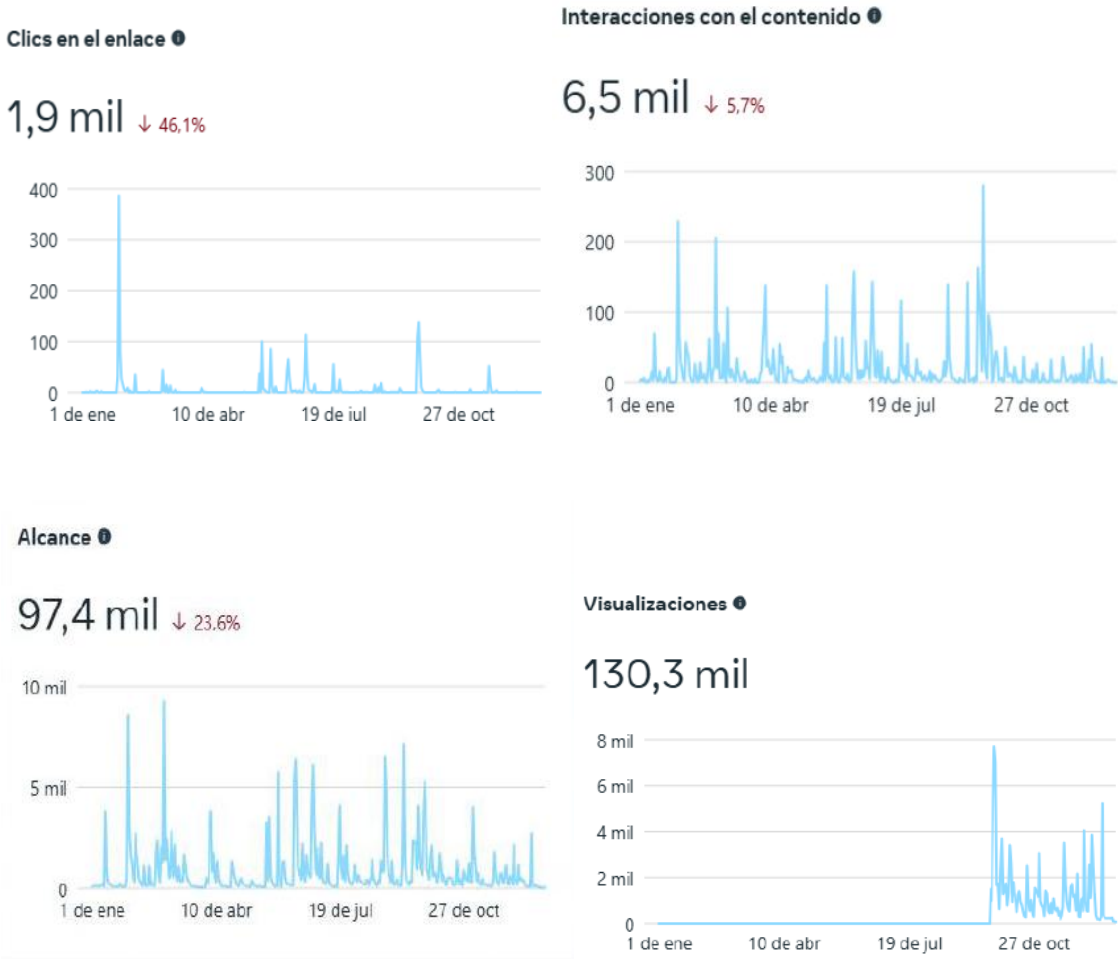 Clics en el enlace
1,9 mil ↓ 46,1%
400
300
200
100
0
1 de ene 10 de abr 19 de jul 27 de oct
Interacciones con el contenido
6,5 mil ↓ 5,7%
300
200
100
0
1 de ene 10 de abr 19 de jul 27 de oct
Alcance
97,4 mil ↓ 23,6%
10 mil
5 mil
0
1 de ene 10 de abr 19 de jul 27 de oct
Visualizaciones
130,3 mil
8 mil
6 mil
4 mil
2 mil
0
1 de ene 10 de abr 19 de jul 27 de oct